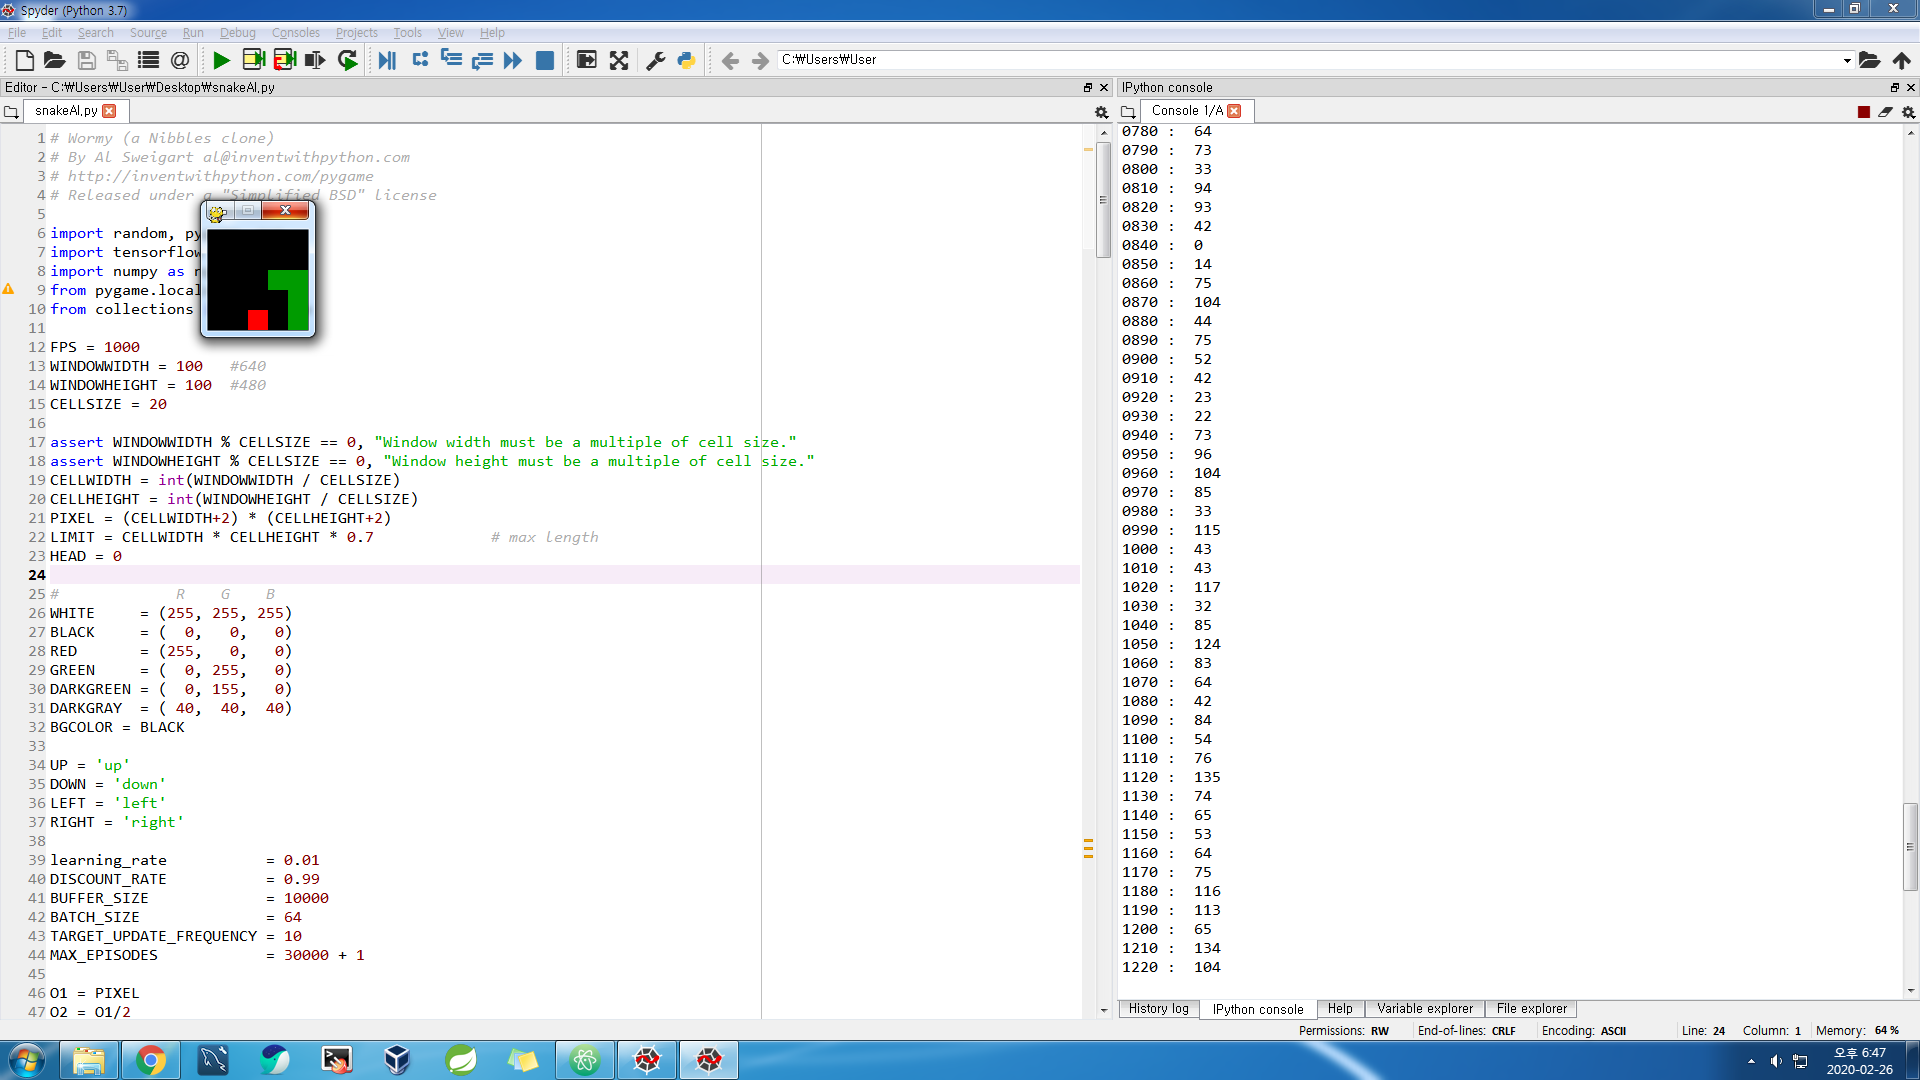 Spyder (Python 3.7)
File Edit Search Source Run Debug Consoles Projects Tools View Help
C:₩Users₩User
Editor - C:₩Users₩User₩Desktop₩snakeAI.py
IPython console
snakeAI.py
Console 1/A
1 # Wormy (a Nibbles clone)
2 # By Al Sweigart al@inventwithpython.com
3 # http://inventwithpython.com/pygame
4 # Released under a "Simplified BSD" license
5
6 import random, py
7 import tensorflow
8 import numpy as
9 from pygame.local
10 from collections
11
12 FPS = 1000
13 WINDOWWIDTH = 100 #640
14 WINDOWHEIGHT = 100 #480
15 CELLSIZE = 20
16
17 assert WINDOWWIDTH % CELLSIZE == 0, "Window width must be a multiple of cell size."
18 assert WINDOWHEIGHT % CELLSIZE == 0, "Window height must be a multiple of cell size."
19 CELLWIDTH = int(WINDOWWIDTH / CELLSIZE)
20 CELLHEIGHT = int(WINDOWHEIGHT / CELLSIZE)
21 PIXEL = (CELLWIDTH+2) * (CELLHEIGHT+2)
22 LIMIT = CELLWIDTH * CELLHEIGHT * 0.7 # max length
23 HEAD = 0
24
25 # R G B
26 WHITE = (255, 255, 255)
27 BLACK = ( 0, 0, 0)
28 RED = (255, 0, 0)
29 GREEN = ( 0, 255, 0)
30 DARKGREEN = ( 0, 155, 0)
31 DARKGRAY = ( 40, 40, 40)
32 BGCOLOR = BLACK
33
34 UP = 'up'
35 DOWN = 'down'
36 LEFT = 'left'
37 RIGHT = 'right'
38
39 learning_rate = 0.01
40 DISCOUNT_RATE = 0.99
41 BUFFER_SIZE = 10000
42 BATCH_SIZE = 64
43 TARGET_UPDATE_FREQUENCY = 10
44 MAX_EPISODES = 30000 + 1
45
46 O1 = PIXEL
47 O2 = O1/2
0780 : 64
0790 : 73
0800 : 33
0810 : 94
0820 : 93
0830 : 42
0840 : 0
0850 : 14
0860 : 75
0870 : 104
0880 : 44
0890 : 75
0900 : 52
0910 : 42
0920 : 23
0930 : 22
0940 : 73
0950 : 96
0960 : 104
0970 : 85
0980 : 33
0990 : 115
1000 : 43
1010 : 43
1020 : 117
1030 : 32
1040 : 85
1050 : 124
1060 : 83
1070 : 64
1080 : 42
1090 : 84
1100 : 54
1110 : 76
1120 : 135
1130 : 74
1140 : 65
1150 : 53
1160 : 64
1170 : 75
1180 : 116
1190 : 113
1200 : 65
1210 : 134
1220 : 104
History log IPython console Help Variable explorer File explorer
Permissions: RW End-of-lines: CRLF Encoding: ASCII Line: 24 Column: 1 Memory: 64 %
오후 6:47
2020-02-26